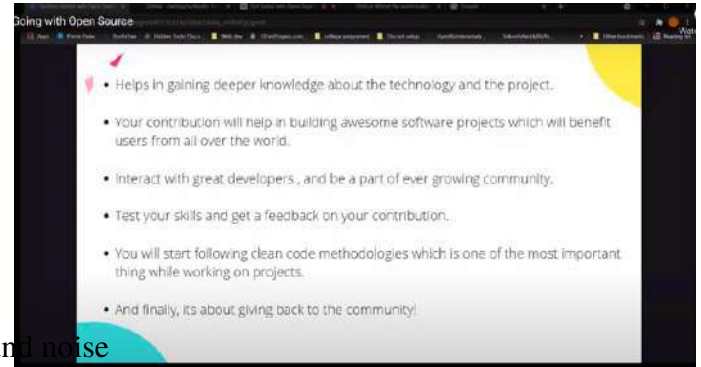 Going with Open Source
Helps in gaining deeper knowledge about the technology and the project.
Your contribution will help in building awesome software projects which will benefit
users from all over the world.
Interact with great developers , and be a part of ever growing community.
Test your skills and get a feedback on your contribution.
You will start following clean code methodologies which is one of the most important
thing while working on projects.
And finally, its about giving back to the community!
noise